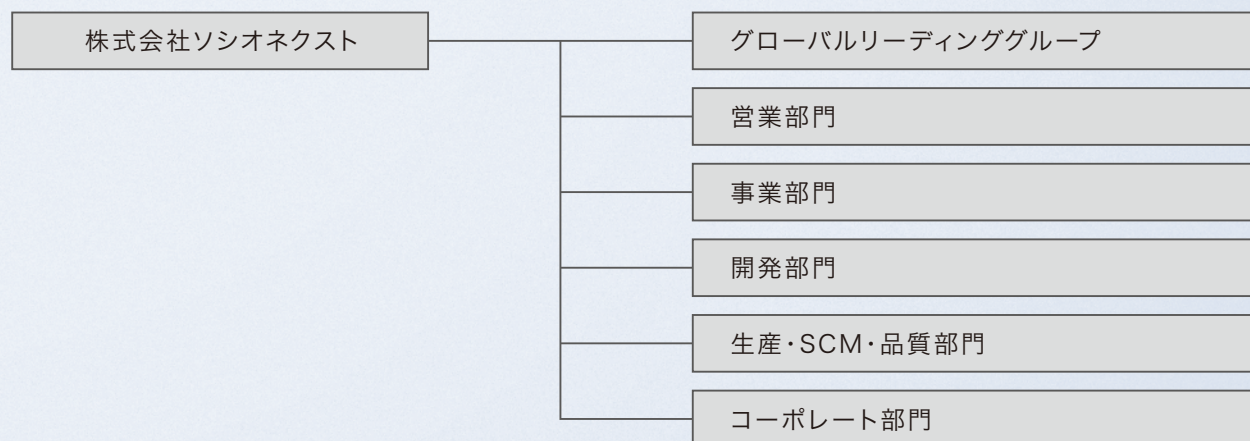 株式会社ソシオネクスト
グローバルリーディンググループ
営業部門
事業部門
開発部門
生産・SCM・品質部門
コーポレート部門